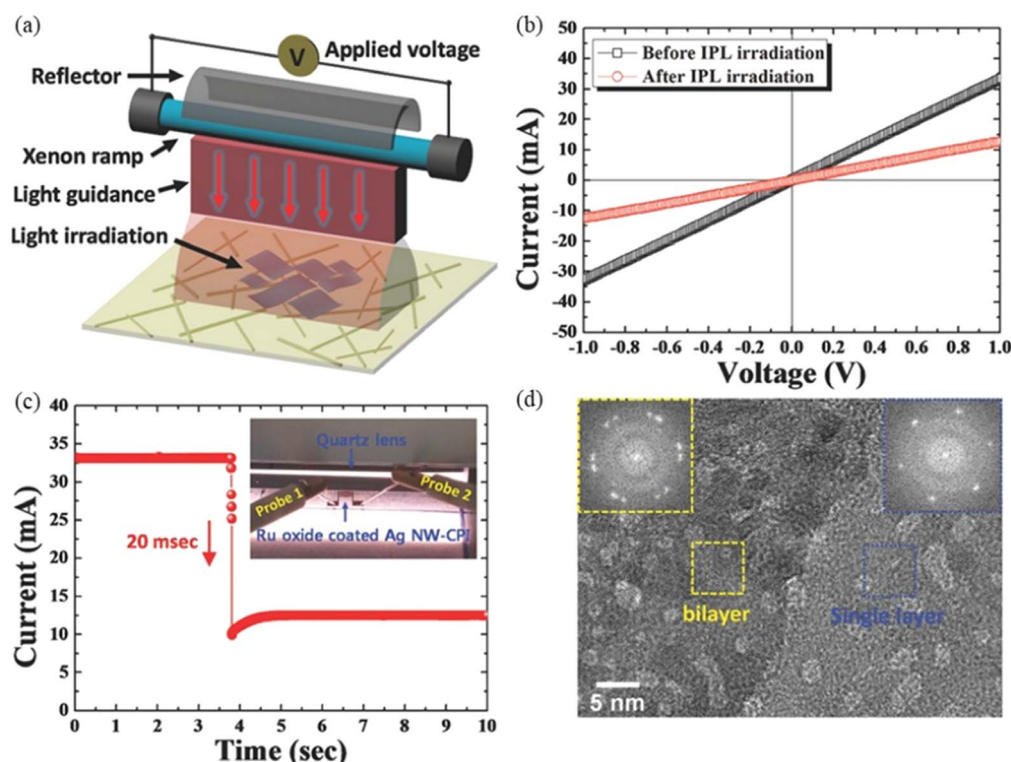 (a)
V
Applied voltage
Reflector
Xenon ramp
Light guidance
Light irradiation
(b)
50
40
30
20
10
0
-10
-20
-30
-40
-50
Before IPL irradiation
After IPL irradiation
Current (mA)
-1.0 -0.8 -0.6 -0.4 -0.2 0.0 0.2 0.4 0.6 0.8 1.0
Voltage (V)
(c)
40
35
30
25
20
15
10
5
0
Current (mA)
20 msec
Quartz lens
Probe 1
Probe 2
Ru oxide coated Ag NW-CPI
0 1 2 3 4 5 6 7 8 9 10
Time (sec)
(d)
bilayer
Single layer
5 nm